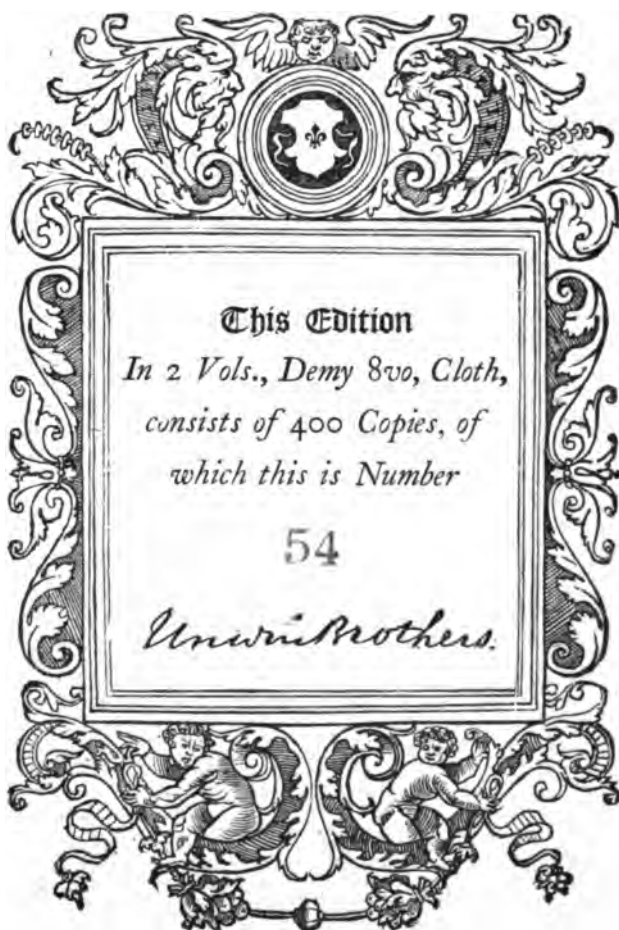 This Edition
In 2 Vols., Demy 8vo, Cloth,
consists of 400 Copies, of
which this is Number
54
Unwin Brothers.